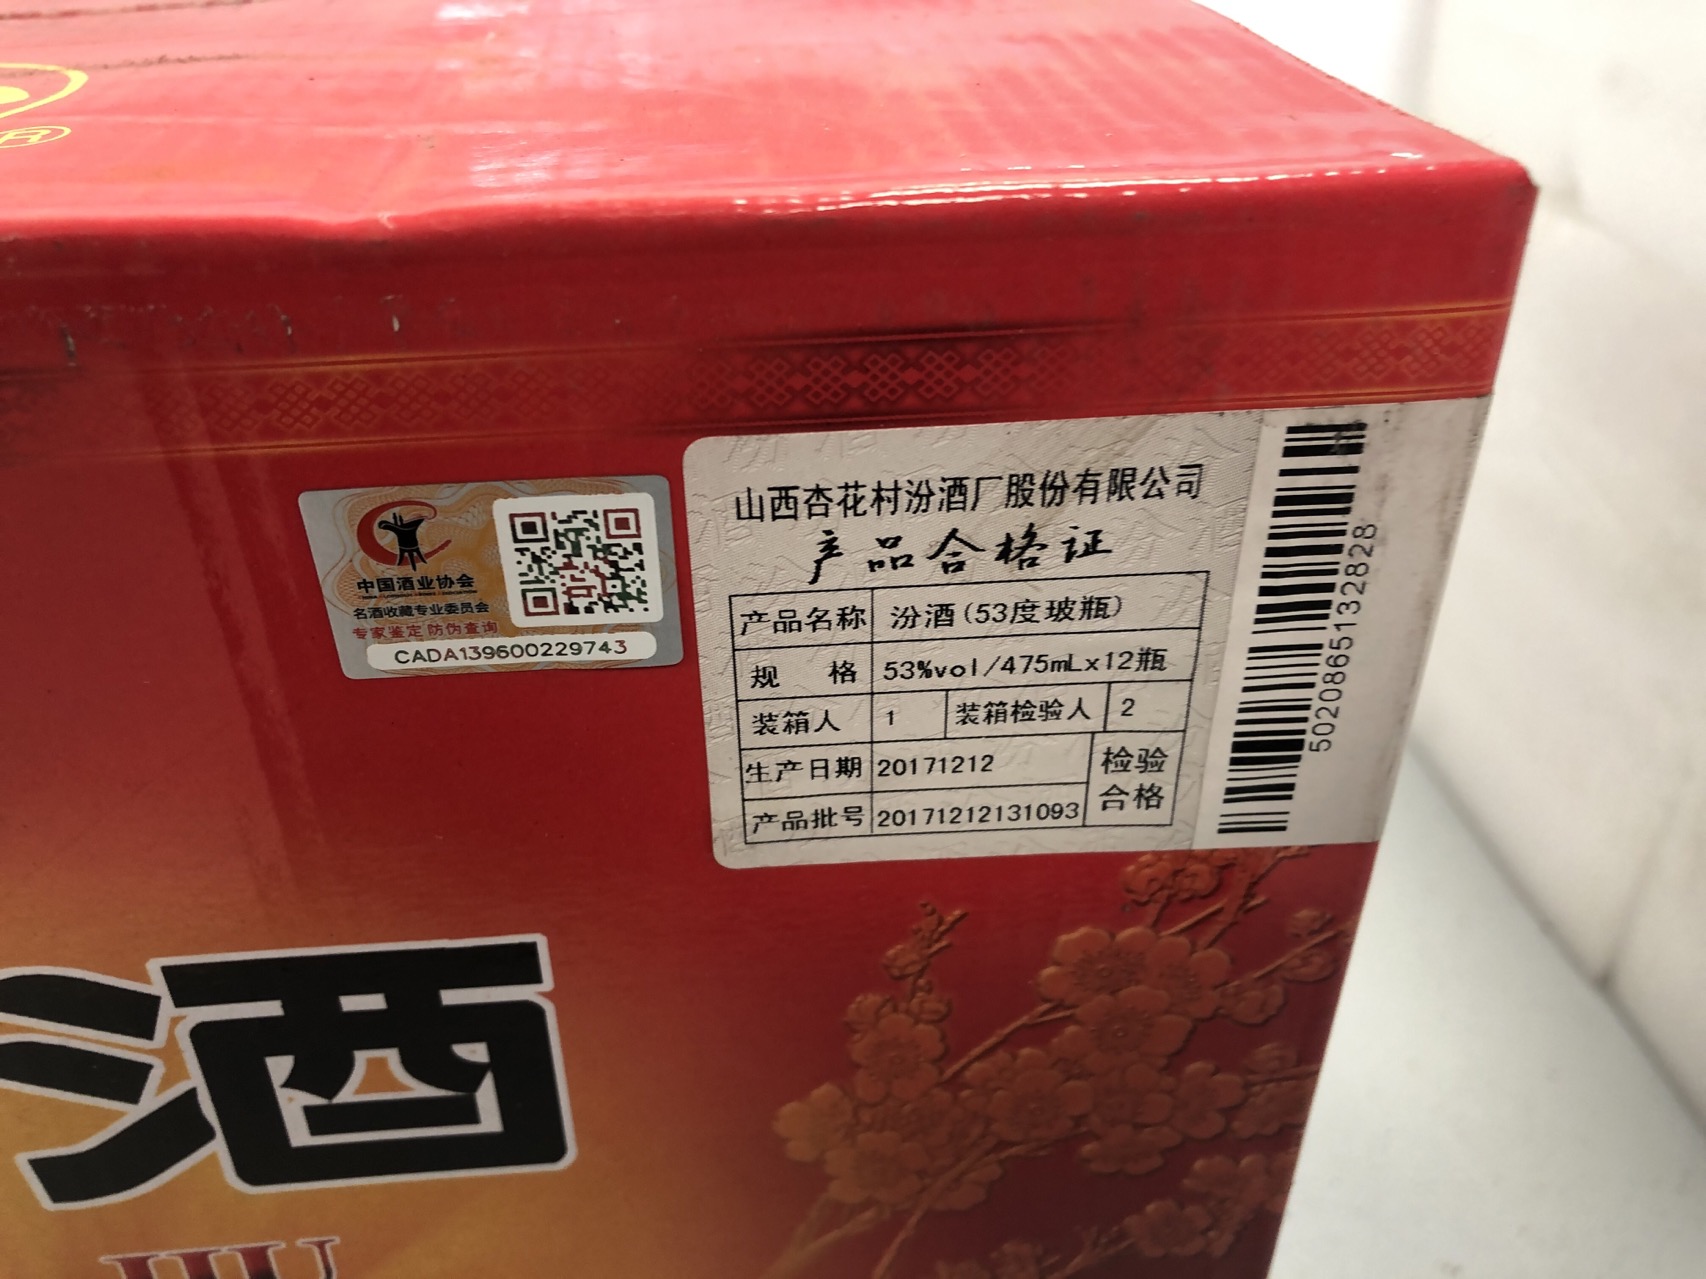 ®
中国酒业协会
名酒收藏专业委员会
专家鉴定 防伪查询
CADA139600229743
山西杏花村汾酒厂股份有限公司
产品合格证
产品名称 汾酒(53度玻瓶)
规 格 53%vol/475mLx12瓶
装箱人 1 装箱检验人 2
生产日期 20171212 检验
产品批号 20171212131093 合格
5020865132828
酒
JIU